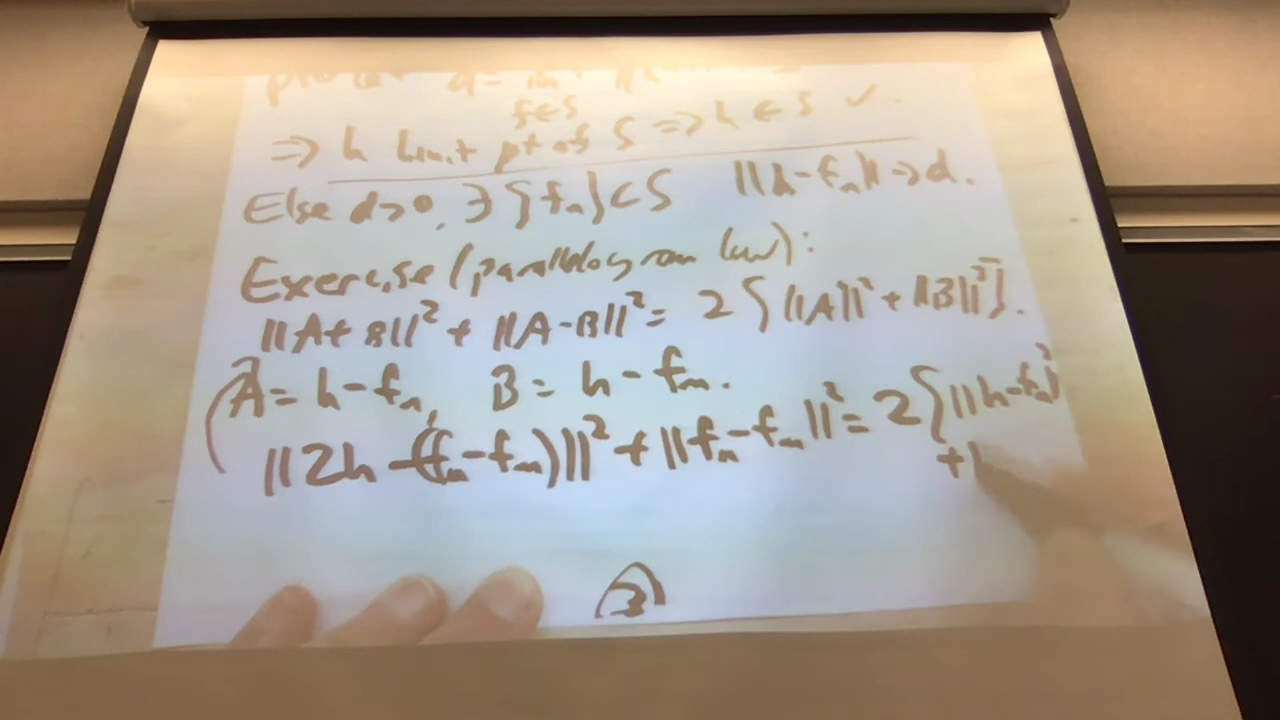 d = 
f∈S
⇒ h limit pt of S ⇒ h ∈ S ✓.
Else d>0, ∃ {fₙ} ⊂ S ||h-fₙ|| → d.
Exercise (parallelogram law):
||A+B||² + ||A-B||² = 2{||A||² + ||B||²}.
(A = h-fₙ, B = h-fₘ.
||2h-(fₙ-fₘ)||² + ||fₙ-fₘ||² = 2{||h-fₙ||²
+|
3